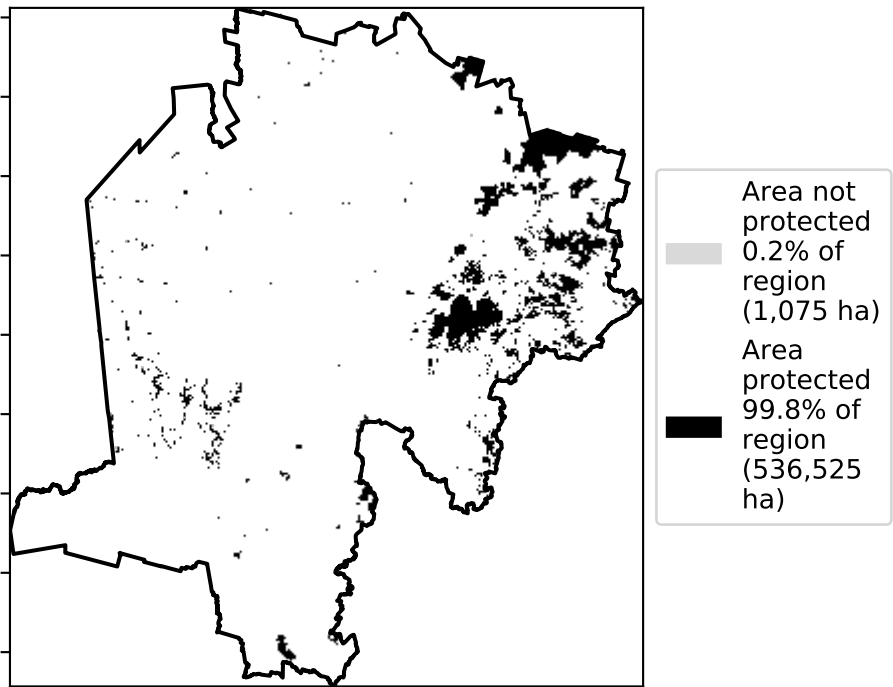 Area not
protected
0.2% of
region
(1,075 ha)
Area
protected
99.8% of
region
(536,525
ha)